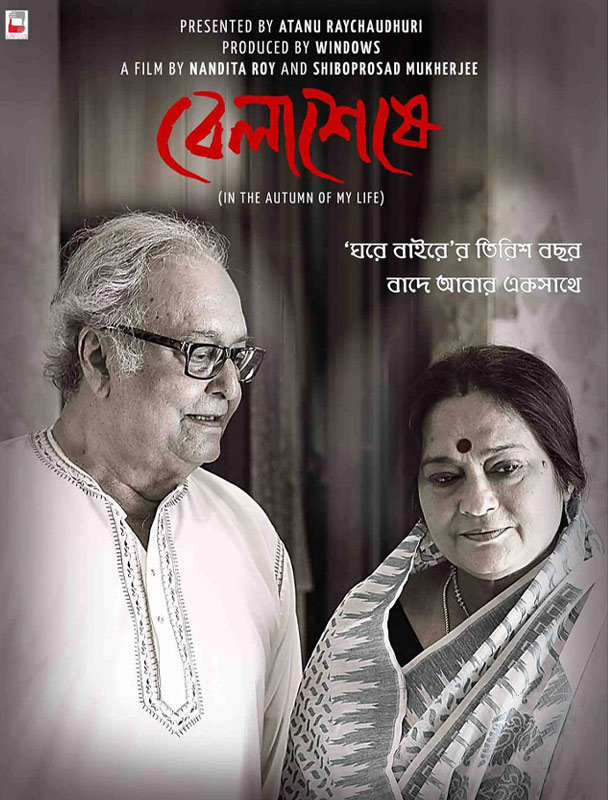 PRESENTED BY ATANU RAYCHAUDHURI
PRODUCED BY WINDOWS
A FILM BY NANDITA ROY AND SHIBOPROSAD MUKHERJEE
বেলাশেষে
(IN THE AUTUMN OF MY LIFE)
‘ঘরে বাইরে’র তিরিশ বছর
বাদে আবার একসাথে